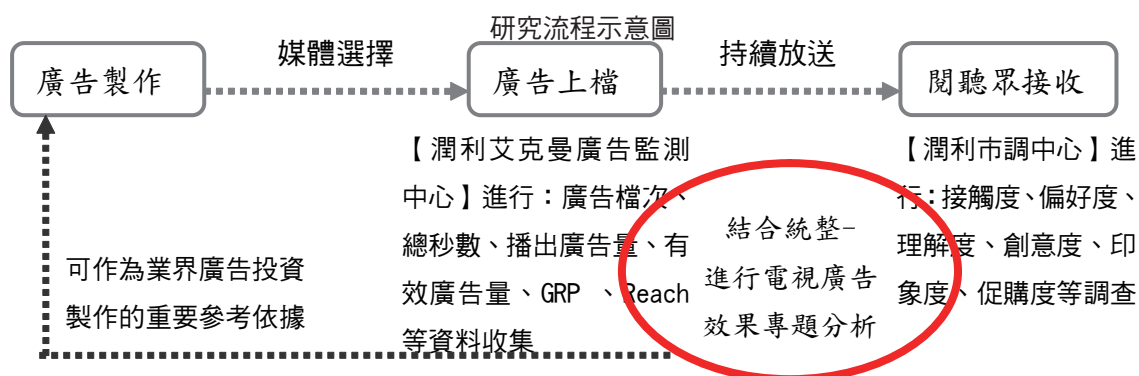 研究流程示意圖
廣告製作
媒體選擇
廣告上檔
持續放送
閱聽眾接收
【潤利艾克曼廣告監測
中心】進行：廣告檔次、
總秒數、播出廣告量、有
效廣告量、GRP 、Reach
等資料收集
結合統整-
進行電視廣告
效果專題分析
【潤利市調中心】進
行：接觸度、偏好度、
理解度、創意度、印
象度、促購度等調查
可作為業界廣告投資
製作的重要參考依據